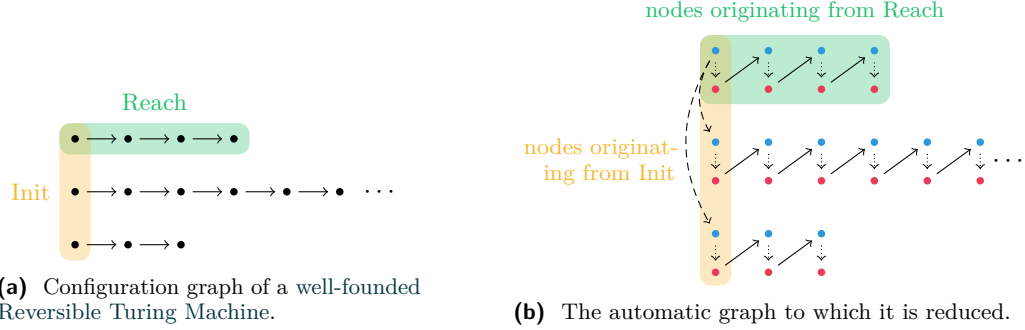 nodes originating from Reach
Reach
Init
nodes originat-
ing from Init
(a) Configuration graph of a well-founded
Reversible Turing Machine.
(b) The automatic graph to which it is reduced.